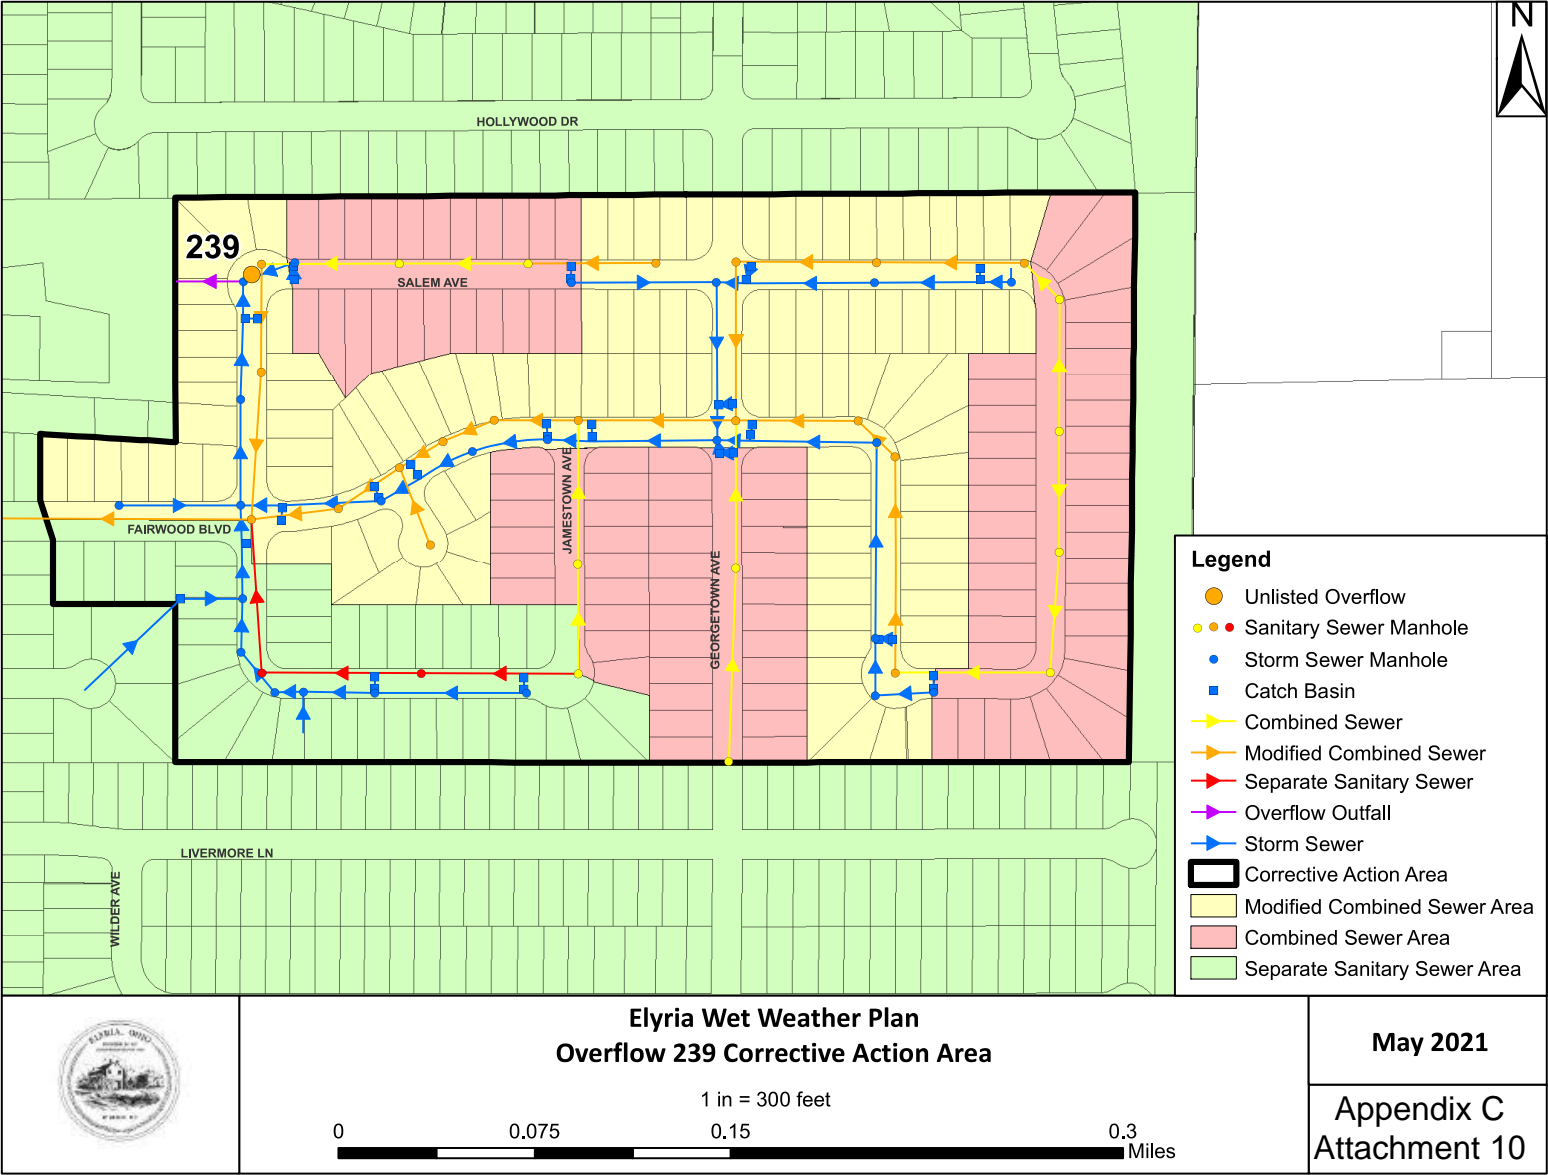 N
HOLLYWOOD DR
239
SALEM AVE
JAMESTOWN AVE
FAIRWOOD BLVD
GEORGETOWN AVE
LIVERMORE LN
WILDER AVE
Legend
Unlisted Overflow
Sanitary Sewer Manhole
Storm Sewer Manhole
Catch Basin
Combined Sewer
Modified Combined Sewer
Separate Sanitary Sewer
Overflow Outfall
Storm Sewer
Corrective Action Area
Modified Combined Sewer Area
Combined Sewer Area
Separate Sanitary Sewer Area
ELYRIA, OHIO
Elyria Wet Weather Plan
Overflow 239 Corrective Action Area
1 in = 300 feet
0 0.075 0.15 0.3
Miles
May 2021
Appendix C
Attachment 10